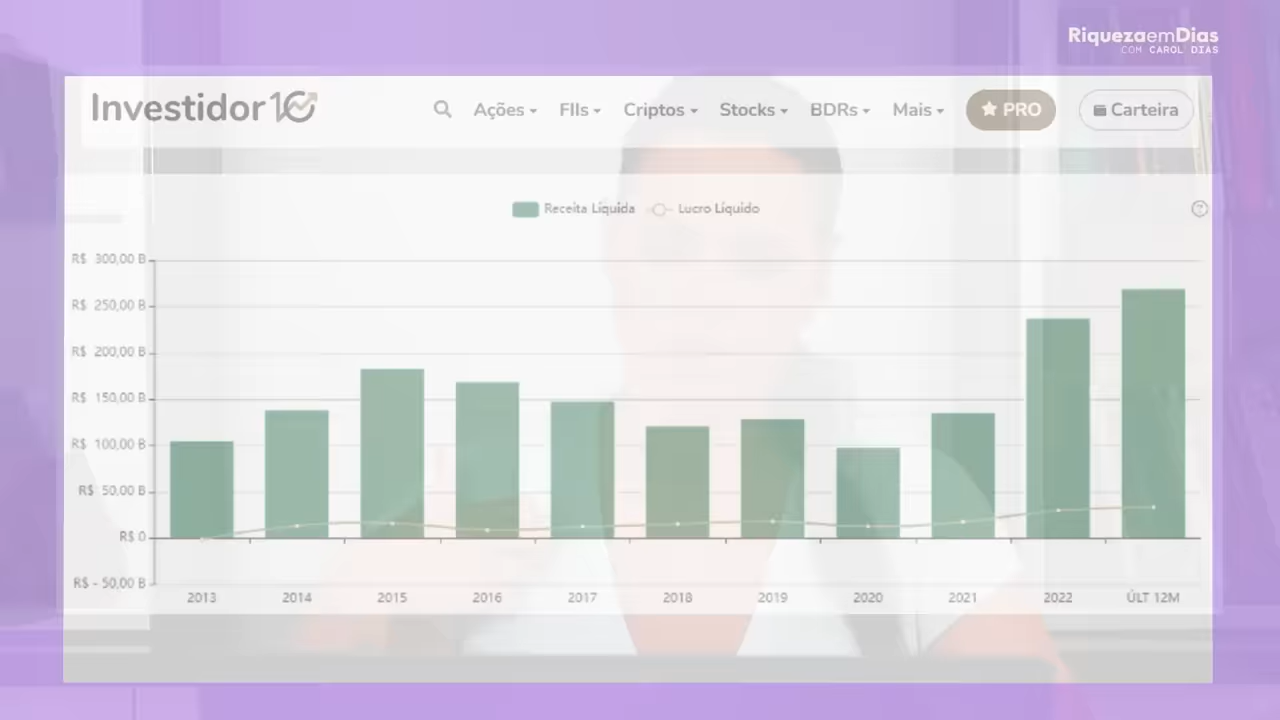 RiquezaemDias
COM CAROL DIAS
Investidor10
Ações
FIIs
Criptos
Stocks
BDRs
Mais
PRO
Carteira
Receita Líquida
Lucro Líquido
?
R$ 300,00 B
R$ 250,00 B
R$ 200,00 B
R$ 150,00 B
R$ 100,00 B
R$ 50,00 B
R$ 0
R$ - 50,00 B
2013
2014
2015
2016
2017
2018
2019
2020
2021
2022
ÚLT 12M